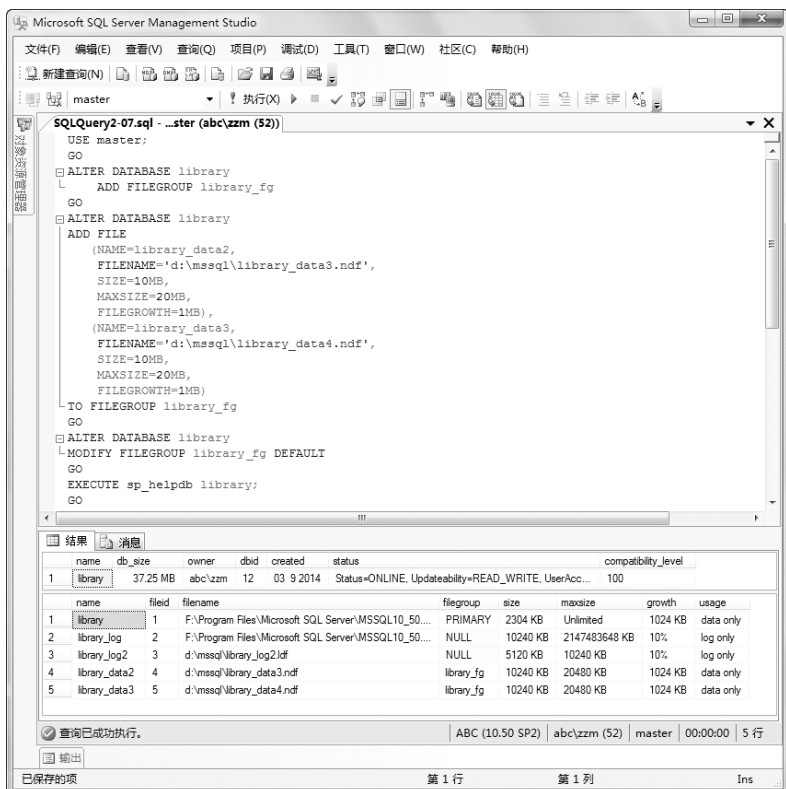 Microsoft SQL Server Management Studio
文件(F) 编辑(E) 查看(V) 查询(Q) 项目(P) 调试(D) 工具(T) 窗口(W) 社区(C) 帮助(H)
新建查询(N)
master 执行(X)
对象资源管理器
SQLQuery2-07.sql - ...ster (abc\zzm (52))
USE master;
GO
ALTER DATABASE library
ADD FILEGROUP library_fg
GO
ALTER DATABASE library
ADD FILE
(NAME=library_data2,
FILENAME='d:\mssql\library_data3.ndf',
SIZE=10MB,
MAXSIZE=20MB,
FILEGROWTH=1MB),
(NAME=library_data3,
FILENAME='d:\mssql\library_data4.ndf',
SIZE=10MB,
MAXSIZE=20MB,
FILEGROWTH=1MB)
TO FILEGROUP library_fg
GO
ALTER DATABASE library
MODIFY FILEGROUP library_fg DEFAULT
GO
EXECUTE sp_helpdb library;
GO
结果 消息
name db_size owner dbid created status compatibility_level
1 library 37.25 MB abc\zzm 12 03 9 2014 Status=ONLINE, Updateability=READ_WRITE, UserAcc... 100
name fileid filename filegroup size maxsize growth usage
1 library 1 F:\Program Files\Microsoft SQL Server\MSSQL10_50.... PRIMARY 2304 KB Unlimited 1024 KB data only
2 library_log 2 F:\Program Files\Microsoft SQL Server\MSSQL10_50.... NULL 10240 KB 2147483648 KB 10% log only
3 library_log2 3 d:\mssql\library_log2.ldf NULL 5120 KB 10240 KB 10% log only
4 library_data2 4 d:\mssql\library_data3.ndf library_fg 10240 KB 20480 KB 1024 KB data only
5 library_data3 5 d:\mssql\library_data4.ndf library_fg 10240 KB 20480 KB 1024 KB data only
查询已成功执行。 ABC (10.50 SP2) abc\zzm (52) master 00:00:00 5 行
输出
已保存的项 第 1 行 第 1 列 Ins